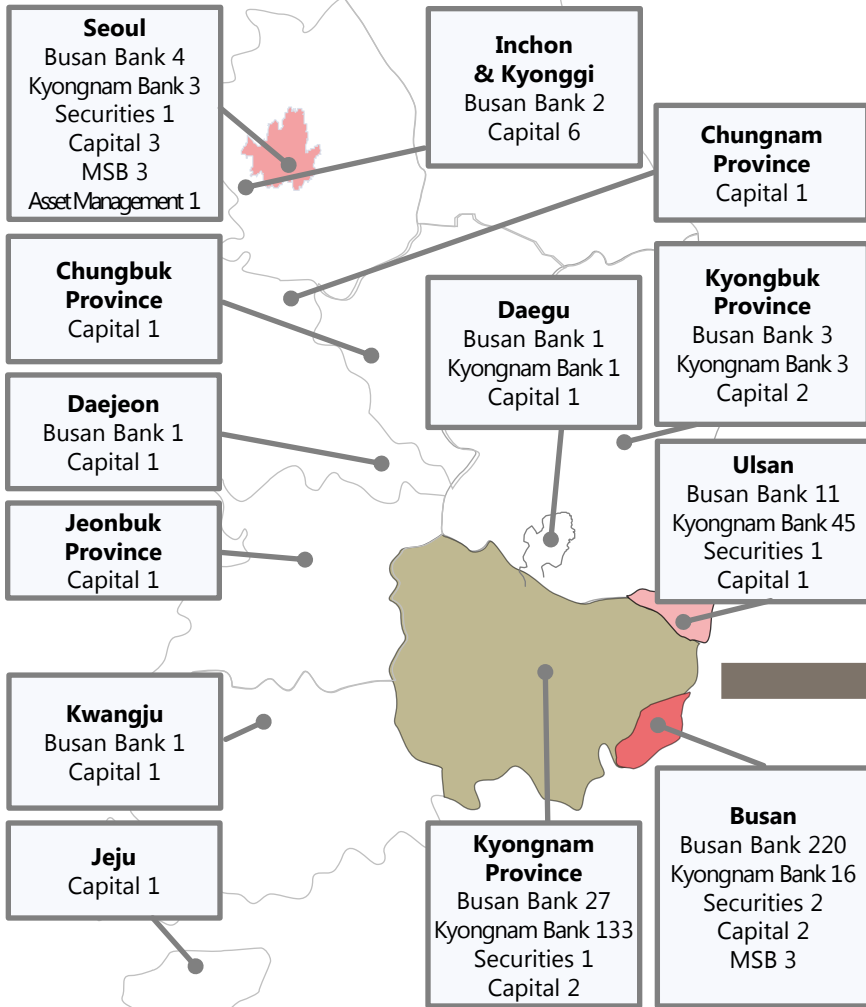 Seoul
Busan Bank 4
Kyongnam Bank 3
Securities 1
Capital 3
MSB 3
Asset Management 1
Inchon
& Kyonggi
Busan Bank 2
Capital 6
Chungnam
Province
Capital 1
Chungbuk
Province
Capital 1
Daegu
Busan Bank 1
Kyongnam Bank 1
Capital 1
Kyongbuk
Province
Busan Bank 3
Kyongnam Bank 3
Capital 2
Daejeon
Busan Bank 1
Capital 1
Ulsan
Busan Bank 11
Kyongnam Bank 45
Securities 1
Capital 1
Jeonbuk
Province
Capital 1
Kwangju
Busan Bank 1
Capital 1
Jeju
Capital 1
Kyongnam
Province
Busan Bank 27
Kyongnam Bank 133
Securities 1
Capital 2
Busan
Busan Bank 220
Kyongnam Bank 16
Securities 2
Capital 2
MSB 3